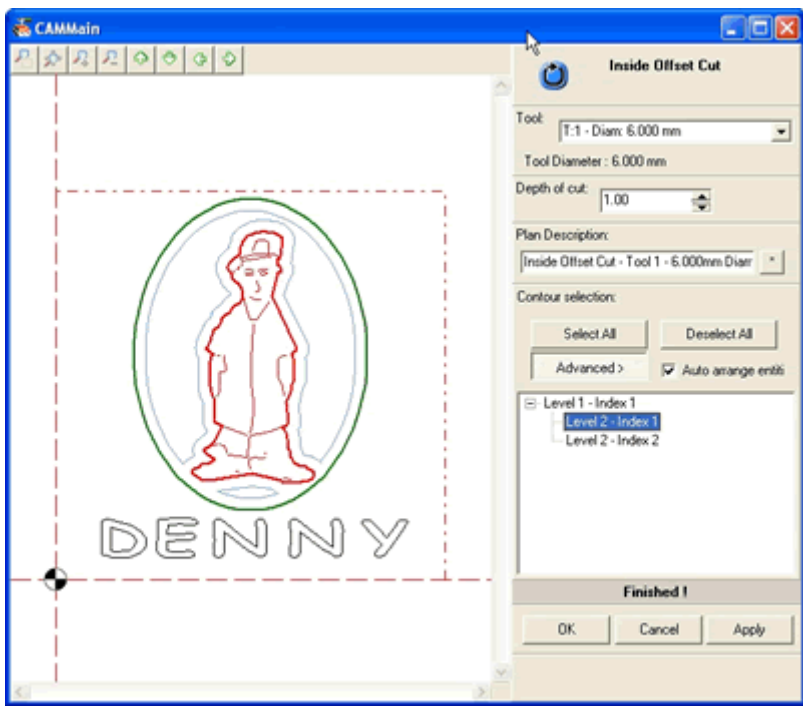 CAMMain
Inside Offset Cut
Tool:
T:1 - Diam: 6.000 mm
Tool Diameter : 6.000 mm
Depth of cut:
1.00
Plan Description:
Inside Offset Cut - Tool 1 - 6.000mm Diam
*
Contour selection:
Select All
Deselect All
Advanced >
Auto arrange entiti
Level 1 - Index 1
Level 2 - Index 1
Level 2 - Index 2
DENNY
Finished !
OK
Cancel
Apply